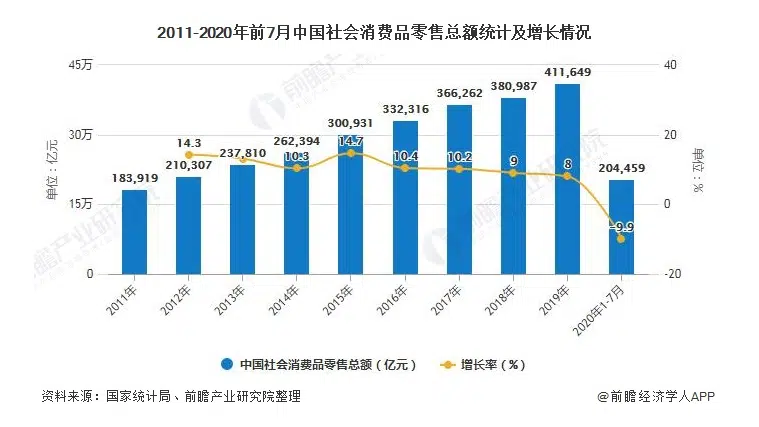 2011-2020年前7月中国社会消费品零售总额统计及增长情况
45万
30万
15万
0
单位：亿元
40
20
0
-20
单位：%
183,919
210,307
237,810
262,394
300,931
332,316
366,262
380,987
411,649
204,459
14.3
10.3
14.7
10.4
10.2
9
8
-9.9
2011年
2012年
2013年
2014年
2015年
2016年
2017年
2018年
2019年
2020年1-7月
中国社会消费品零售总额（亿元）
增长率（%）
资料来源：国家统计局、前瞻产业研究院整理
@前瞻经济学人APP
前瞻产业研究院